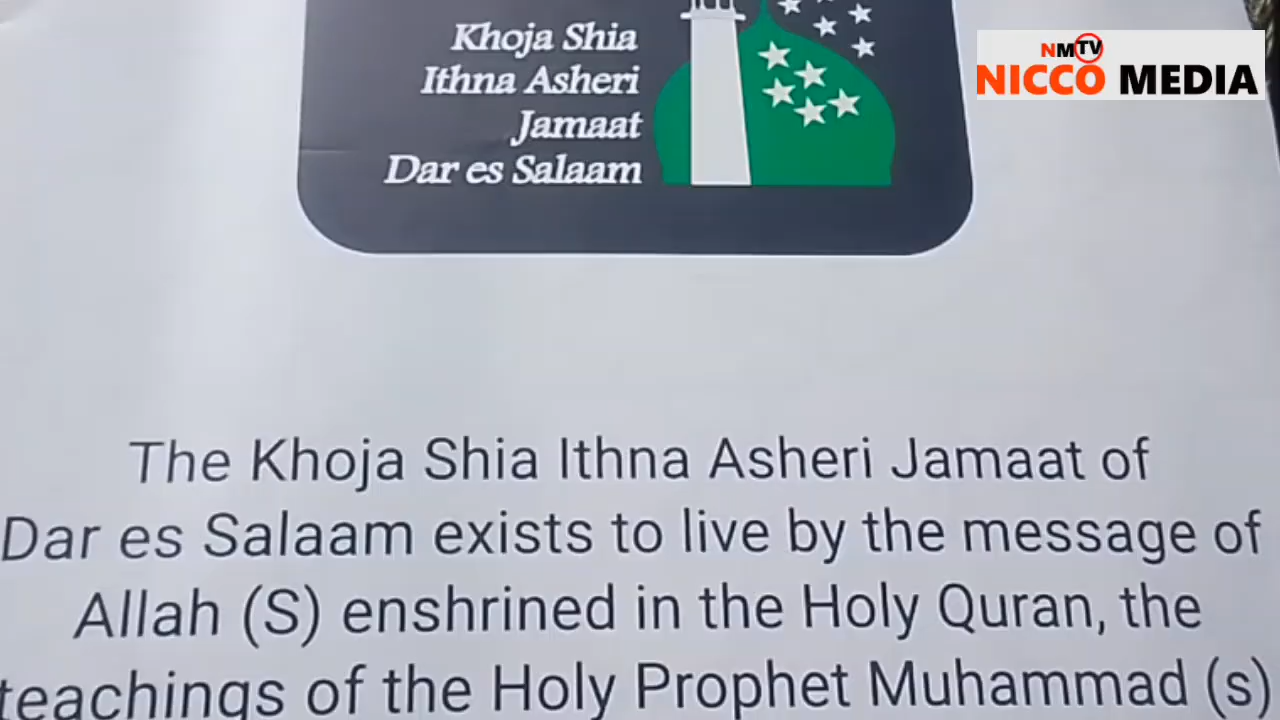 Khoja Shia
Ithna Asheri
Jamaat
Dar es Salaam
NMTV
NICCO MEDIA
The Khoja Shia Ithna Asheri Jamaat of
Dar es Salaam exists to live by the message of
Allah (S) enshrined in the Holy Quran, the
teachings of the Holy Prophet Muhammad (s)